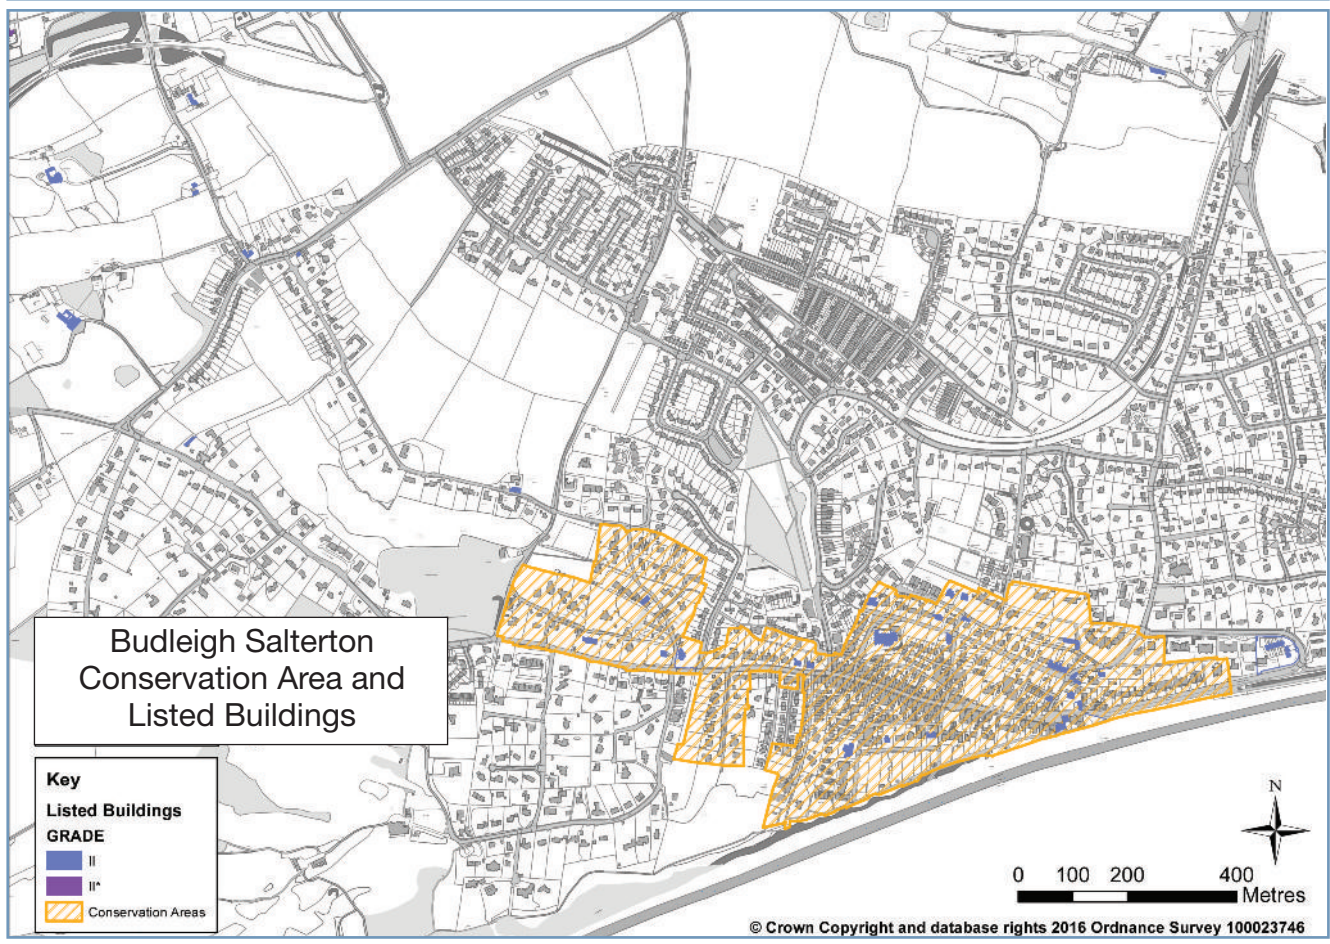 Budleigh Salterton
Conservation Area and
Listed Buildings
Key
Listed Buildings
GRADE
II
II*
Conservation Areas
N
0 100 200 400
Metres
© Crown Copyright and database rights 2016 Ordnance Survey 100023746